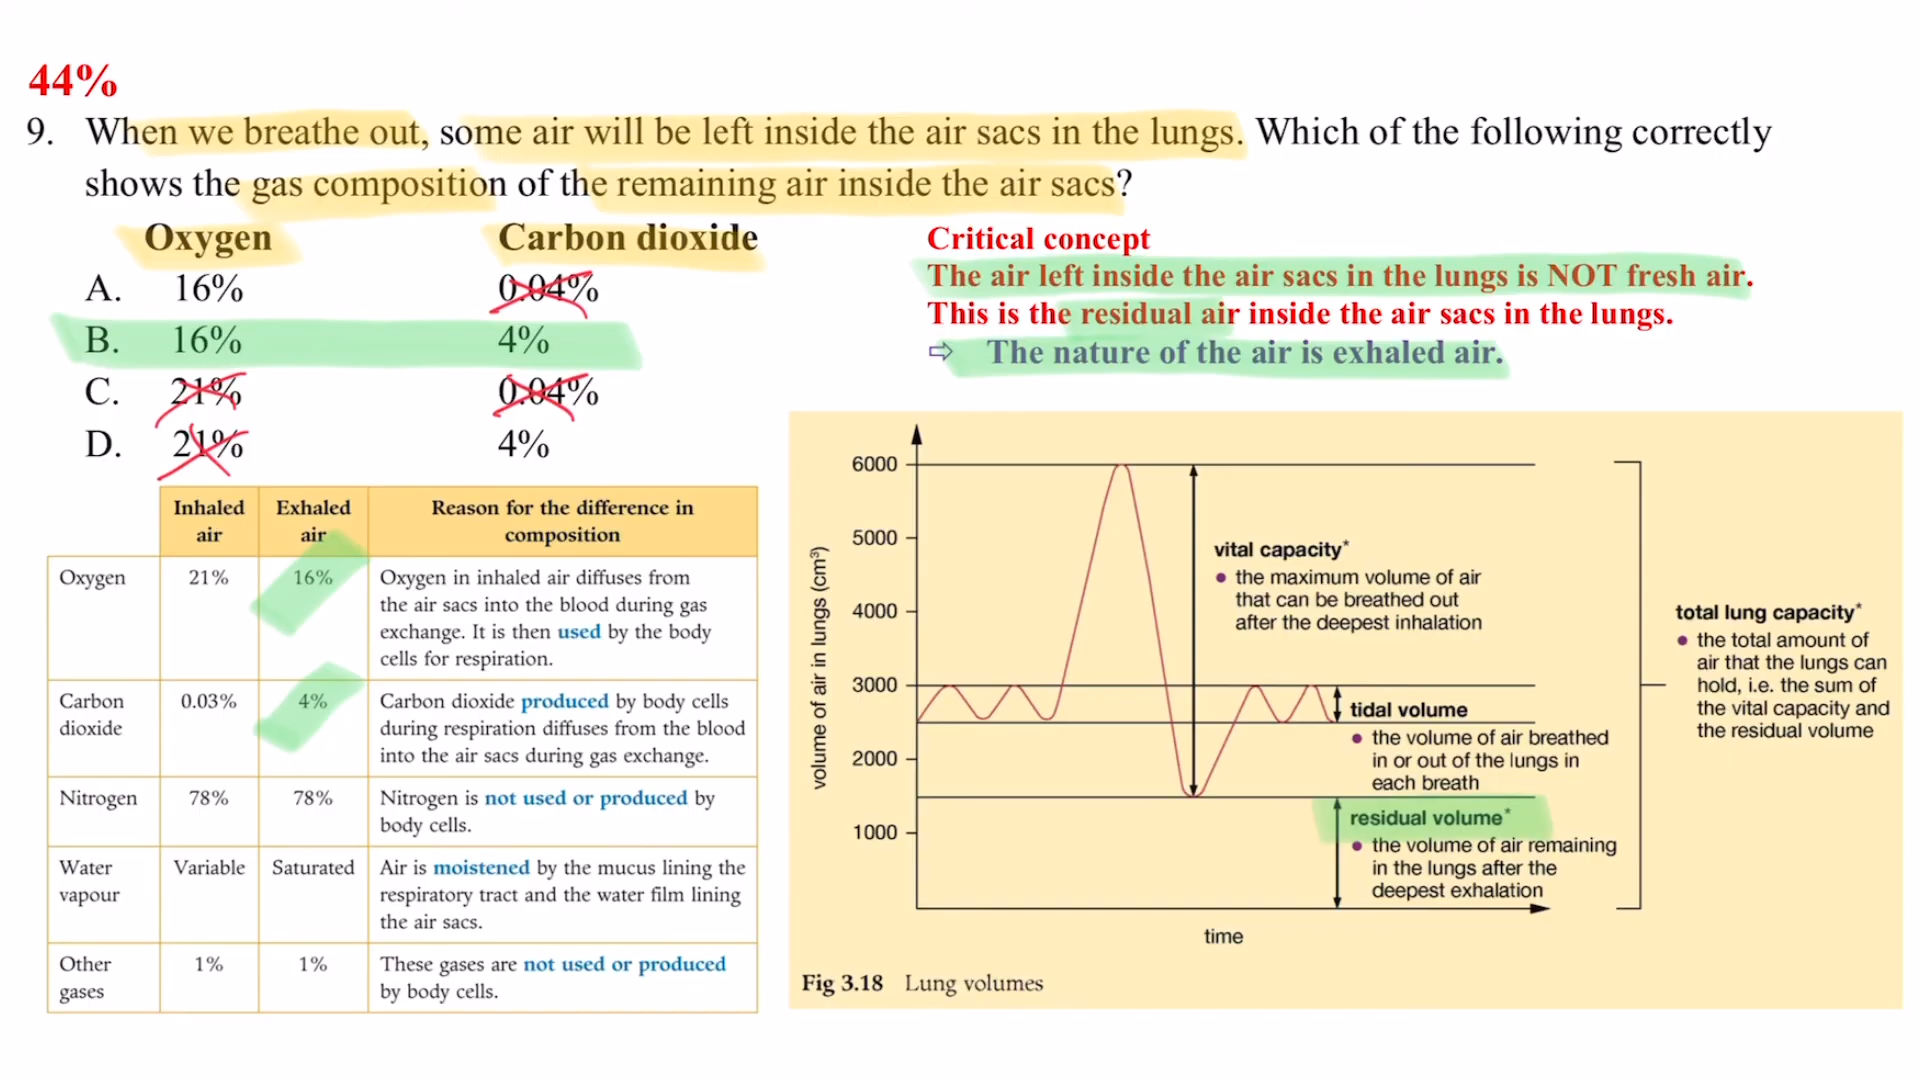 44%
9. When we breathe out, some air will be left inside the air sacs in the lungs. Which of the following correctly
shows the gas composition of the remaining air inside the air sacs?
Oxygen Carbon dioxide
A. 16% 0.04%
B. 16% 4%
C. 21% 0.04%
D. 21% 4%
Critical concept
The air left inside the air sacs in the lungs is NOT fresh air.
This is the residual air inside the air sacs in the lungs.
⇨ The nature of the air is exhaled air.
Inhaled air Exhaled air Reason for the difference in composition
Oxygen 21% 16% Oxygen in inhaled air diffuses from
the air sacs into the blood during gas
exchange. It is then used by the body
cells for respiration.
Carbon dioxide 0.03% 4% Carbon dioxide produced by body cells
during respiration diffuses from the blood
into the air sacs during gas exchange.
Nitrogen 78% 78% Nitrogen is not used or produced by
body cells.
Water vapour Variable Saturated Air is moistened by the mucus lining the
respiratory tract and the water film lining
the air sacs.
Other gases 1% 1% These gases are not used or produced
by body cells.
volume of air in lungs (cm³)
6000
5000
4000
3000
2000
1000
vital capacity*
• the maximum volume of air
that can be breathed out
after the deepest inhalation
tidal volume
• the volume of air breathed
in or out of the lungs in
each breath
residual volume*
• the volume of air remaining
in the lungs after the
deepest exhalation
total lung capacity*
• the total amount of
air that the lungs can
hold, i.e. the sum of
the vital capacity and
the residual volume
time
Fig 3.18 Lung volumes